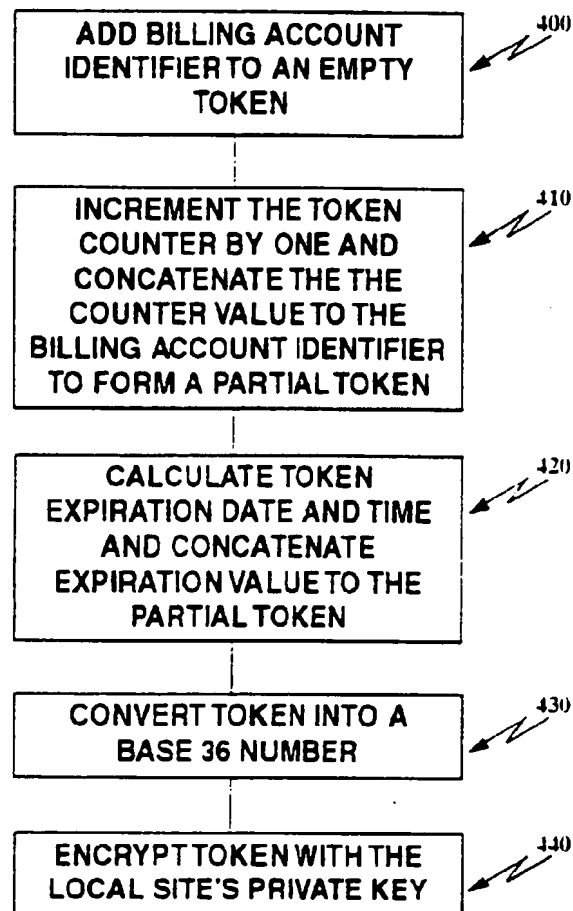 ADD BILLING ACCOUNT
IDENTIFIER TO AN EMPTY
TOKEN
400
INCREMENT THE TOKEN
COUNTER BY ONE AND
CONCATENATE THE THE
COUNTER VALUE TO THE
BILLING ACCOUNT IDENTIFIER
TO FORM A PARTIAL TOKEN
410
CALCULATE TOKEN
EXPIRATION DATE AND TIME
AND CONCATENATE
EXPIRATION VALUE TO THE
PARTIAL TOKEN
420
CONVERT TOKEN INTO A
BASE 36 NUMBER
430
ENCRYPT TOKEN WITH THE
LOCAL SITE'S PRIVATE KEY
440